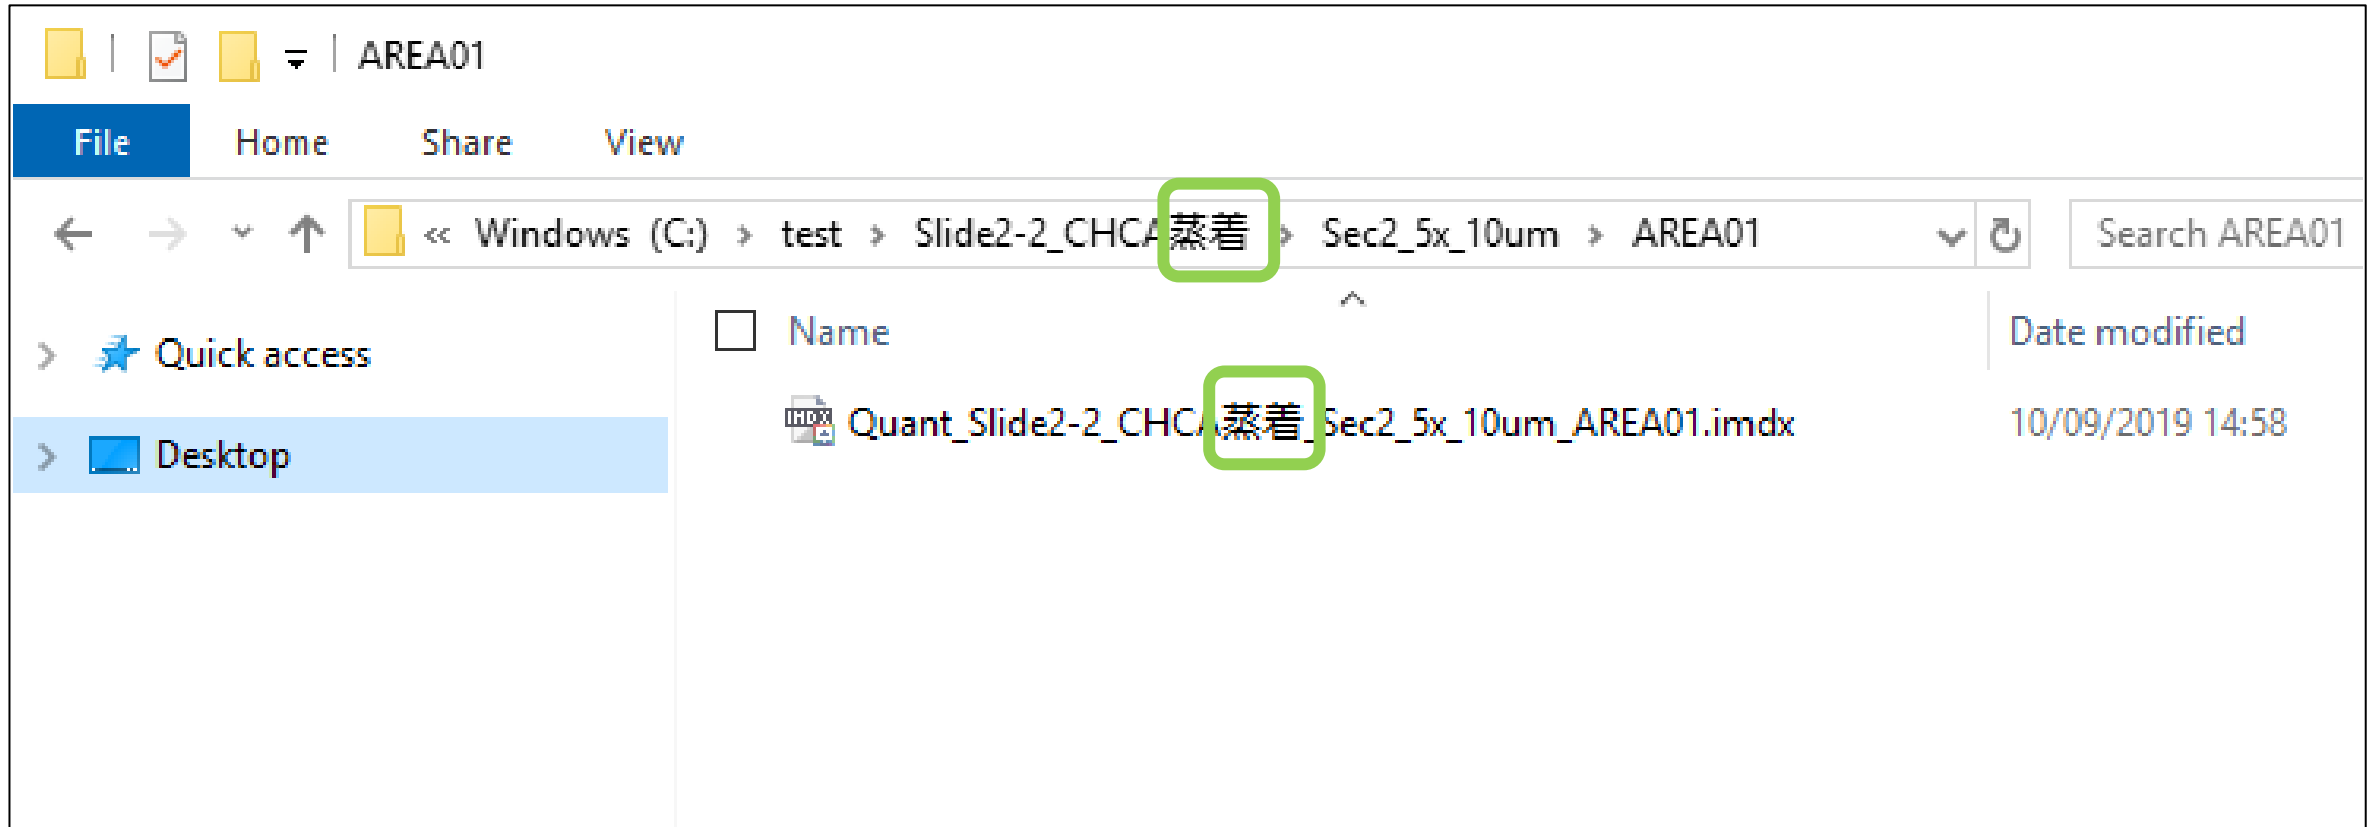 AREA01
File Home Share View
« Windows (C:) › test › Slide2-2_CHCA蒸着 › Sec2_5x_10um › AREA01 Search AREA01
Name Date modified
Quick access
Quant_Slide2-2_CHCA蒸着_Sec2_5x_10um_AREA01.imdx 10/09/2019 14:58
Desktop